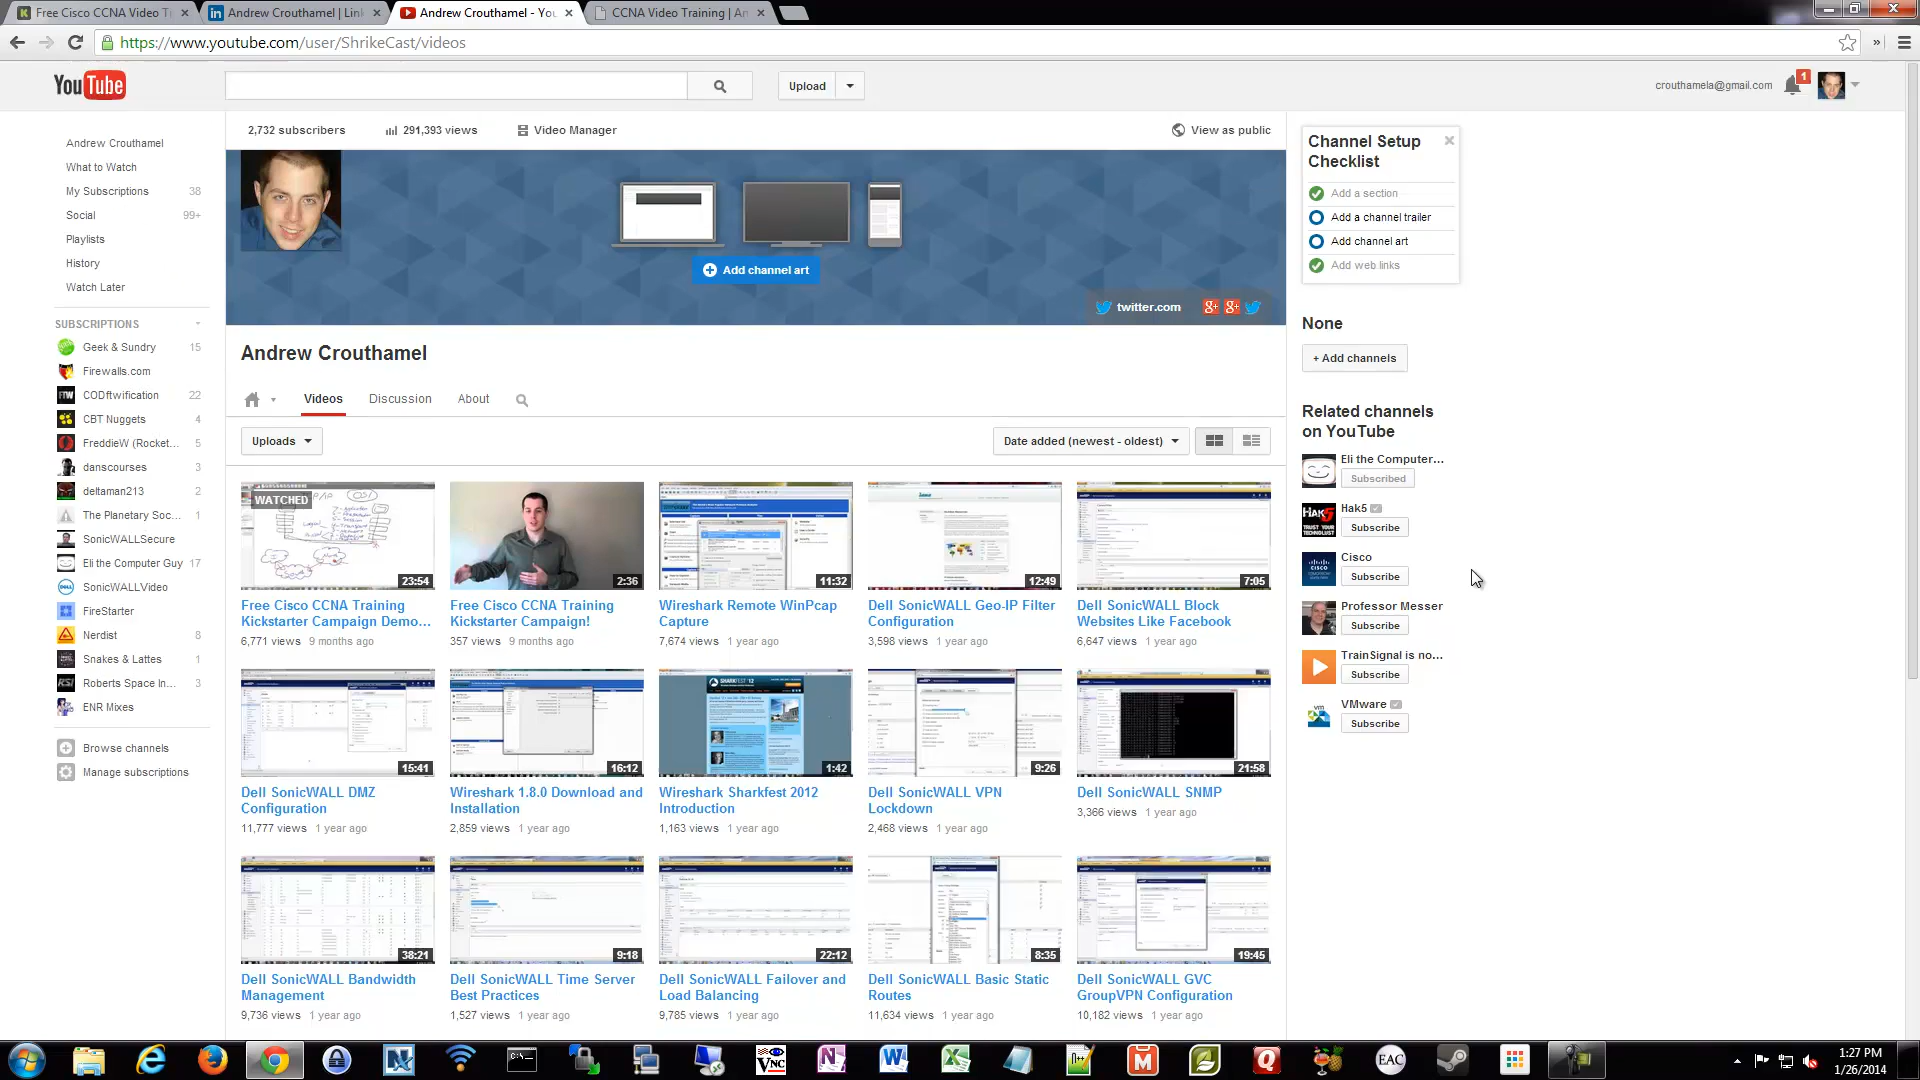 Free Cisco CCNA Video T
Andrew Crouthamel | Lin
Andrew Crouthamel - You
CCNA Video Training | An
https://www.youtube.com/user/ShrikeCast/videos
YouTube
Upload
crouthamela@gmail.com
1
Andrew Crouthamel
What to Watch
My Subscriptions 38
Social 99+
Playlists
History
Watch Later
SUBSCRIPTIONS
Geek & Sundry 15
Firewalls.com
CODftwification 22
CBT Nuggets 4
FreddieW (Rocket... 5
danscourses 3
deltaman213 2
The Planetary Soc... 1
SonicWALLSecure
Eli the Computer Guy 17
SonicWALLVideo
FireStarter
Nerdist 8
Snakes & Lattes 1
Roberts Space In... 3
ENR Mixes
Browse channels
Manage subscriptions
2,732 subscribers 291,393 views Video Manager View as public
Add channel art
twitter.com
Andrew Crouthamel
Videos Discussion About
Uploads Date added (newest - oldest)
WATCHED
23:54 2:36 11:32 12:49 7:05
Free Cisco CCNA Training
Kickstarter Campaign Demo...
6,771 views 9 months ago
Free Cisco CCNA Training
Kickstarter Campaign!
357 views 9 months ago
Wireshark Remote WinPcap
Capture
7,674 views 1 year ago
Dell SonicWALL Geo-IP Filter
Configuration
3,598 views 1 year ago
Dell SonicWALL Block
Websites Like Facebook
6,647 views 1 year ago
SHARKFEST '12
15:41 16:12 1:42 9:26 21:58
Dell SonicWALL DMZ
Configuration
11,777 views 1 year ago
Wireshark 1.8.0 Download and
Installation
2,859 views 1 year ago
Wireshark Sharkfest 2012
Introduction
1,163 views 1 year ago
Dell SonicWALL VPN
Lockdown
2,468 views 1 year ago
Dell SonicWALL SNMP
3,366 views 1 year ago
38:21 9:18 22:12 8:35 19:45
Dell SonicWALL Bandwidth
Management
9,736 views 1 year ago
Dell SonicWALL Time Server
Best Practices
1,527 views 1 year ago
Dell SonicWALL Failover and
Load Balancing
9,785 views 1 year ago
Dell SonicWALL Basic Static
Routes
11,634 views 1 year ago
Dell SonicWALL GVC
GroupVPN Configuration
10,182 views 1 year ago
Channel Setup
Checklist
Add a section
Add a channel trailer
Add channel art
Add web links
None
+ Add channels
Related channels
on YouTube
Eli the Computer...
Subscribed
Hak5
Subscribe
Cisco
Subscribe
Professor Messer
Subscribe
TrainSignal is no...
Subscribe
VMware
Subscribe
1:27 PM
1/26/2014